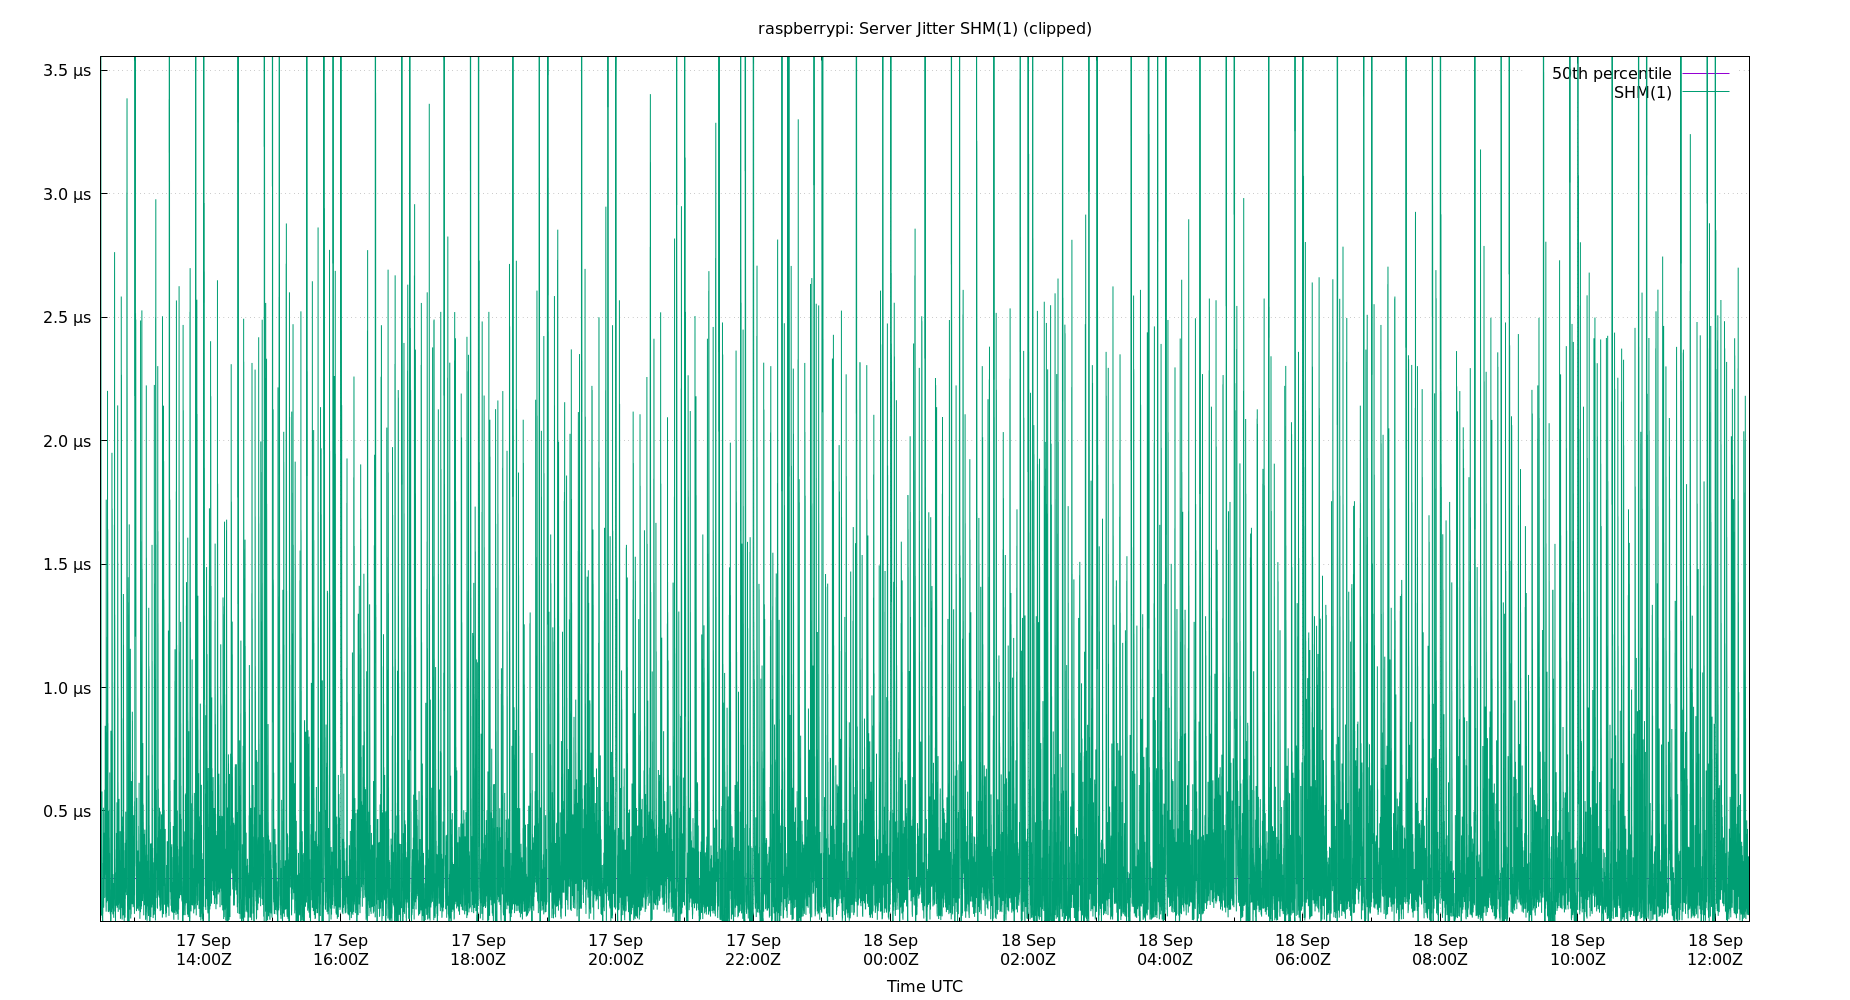 raspberrypi: Server Jitter SHM(1) (clipped)
3.5 μs
50th percentile
SHM(1)
3.0 μs
2.5 μs
2.0 μs
1.5 μs
1.0 μs
0.5 μs
17 Sep 17 Sep 17 Sep 17 Sep 17 Sep 18 Sep 18 Sep 18 Sep 18 Sep 18 Sep 18 Sep 18 Sep
14:00Z 16:00Z 18:00Z 20:00Z 22:00Z 00:00Z 02:00Z 04:00Z 06:00Z 08:00Z 10:00Z 12:00Z
Time UTC